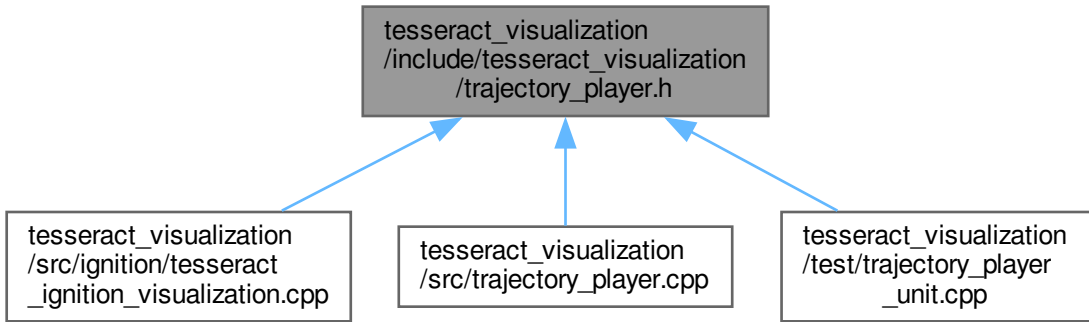 tesseract_visualization
/include/tesseract_visualization
/trajectory_player.h
tesseract_visualization
/src/ignition/tesseract
_ignition_visualization.cpp
tesseract_visualization
/src/trajectory_player.cpp
tesseract_visualization
/test/trajectory_player
_unit.cpp